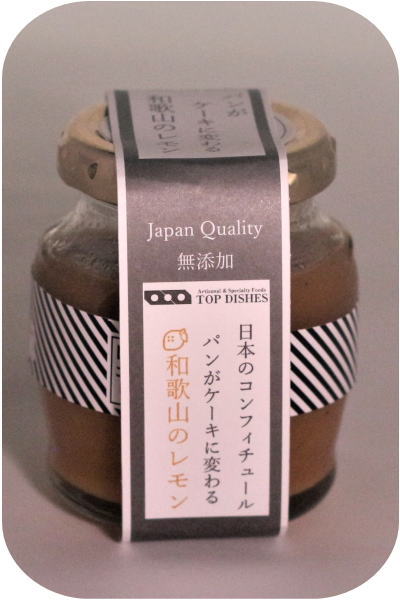 パンが
ケーキに変わる
和歌山のレモン
Japan Quality
無添加
Artisanal & Specialty Foods
TOP DISHES
日本のコンフィチュール
パンがケーキに変わる
和歌山のレモン